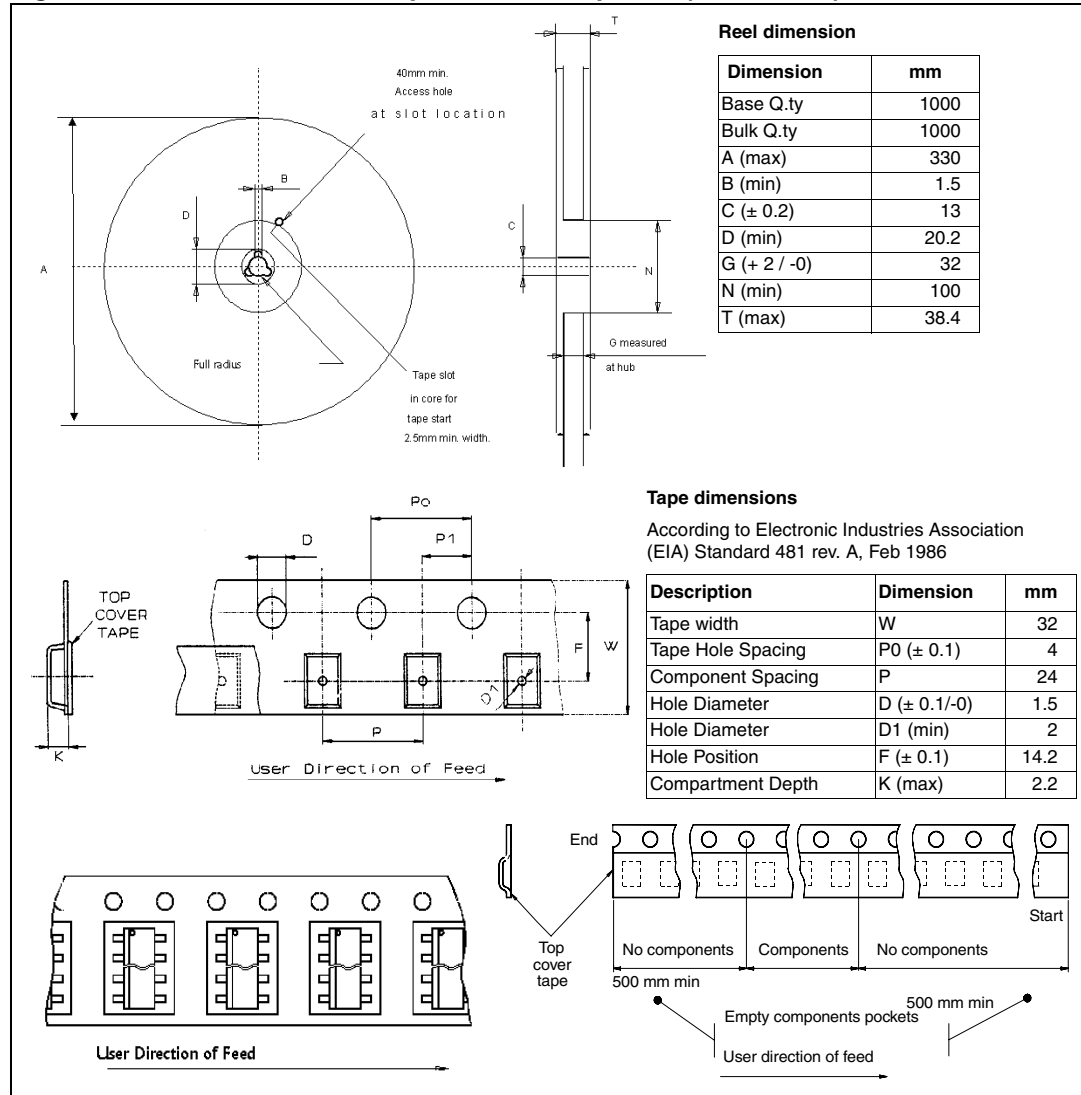 T
40mm min.
Access hole
at slot location
B
D
C
A
N
Full radius
Tape slot
in core for
tape start
2.5mm min. width.
G measured
at hub
Reel dimension
Dimension mm
Base Q.ty 1000
Bulk Q.ty 1000
A (max) 330
B (min) 1.5
C (± 0.2) 13
D (min) 20.2
G (+ 2 / -0) 32
N (min) 100
T (max) 38.4
TOP
COVER
TAPE
K
Po
D
P1
F
W
D1
P
User Direction of Feed
Tape dimensions
According to Electronic Industries Association
(EIA) Standard 481 rev. A, Feb 1986
Description Dimension mm
Tape width W 32
Tape Hole Spacing P0 (± 0.1) 4
Component Spacing P 24
Hole Diameter D (± 0.1/-0) 1.5
Hole Diameter D1 (min) 2
Hole Position F (± 0.1) 14.2
Compartment Depth K (max) 2.2
User Direction of Feed
End
Start
Top
cover
tape
No components
Components
No components
500 mm min
500 mm min
Empty components pockets
User direction of feed